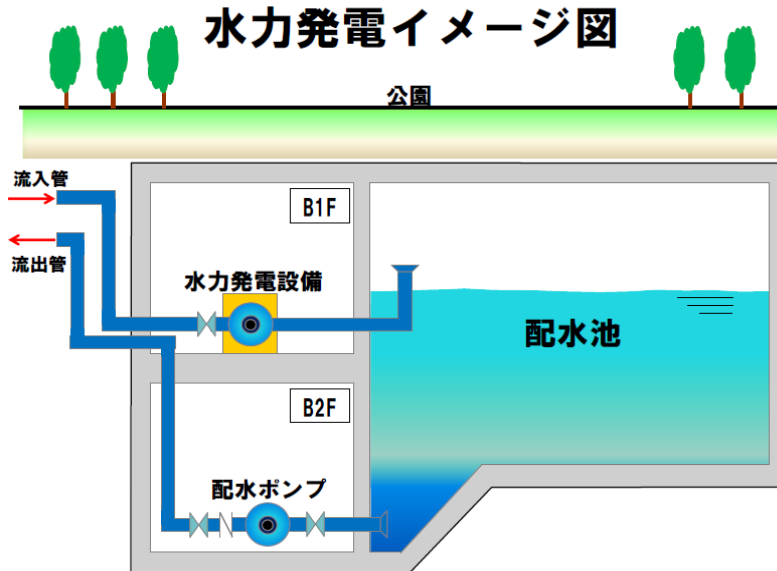 水力発電イメージ図
公園
流入管
B1F
流出管
水力発電設備
配水池
B2F
配水ポンプ